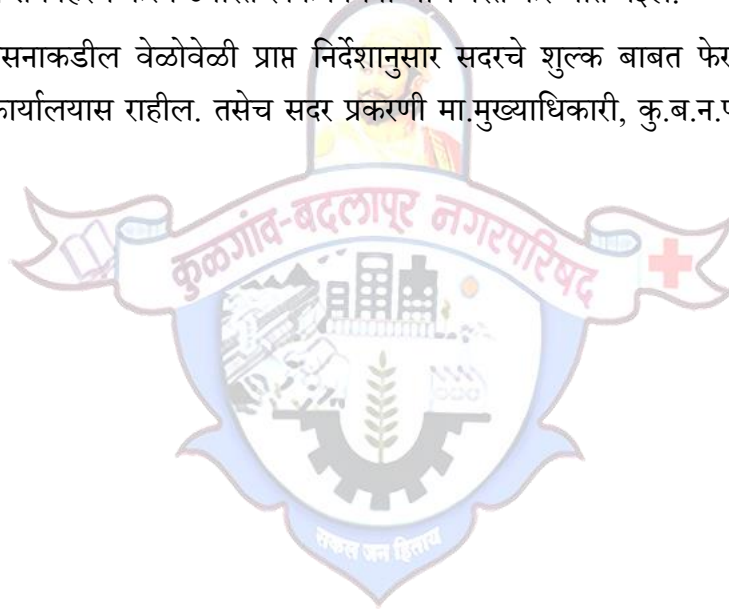 सनाकडील वेळोवेळी प्राप्त निर्देशानुसार सदरचे शुल्क बाबत फेर
कार्यालयास राहील. तसेच सदर प्रकरणी मा.मुख्याधिकारी, कु.ब.न.प
कुळगांव-बदलापूर नगरपरिषद
सकल जन हिताय